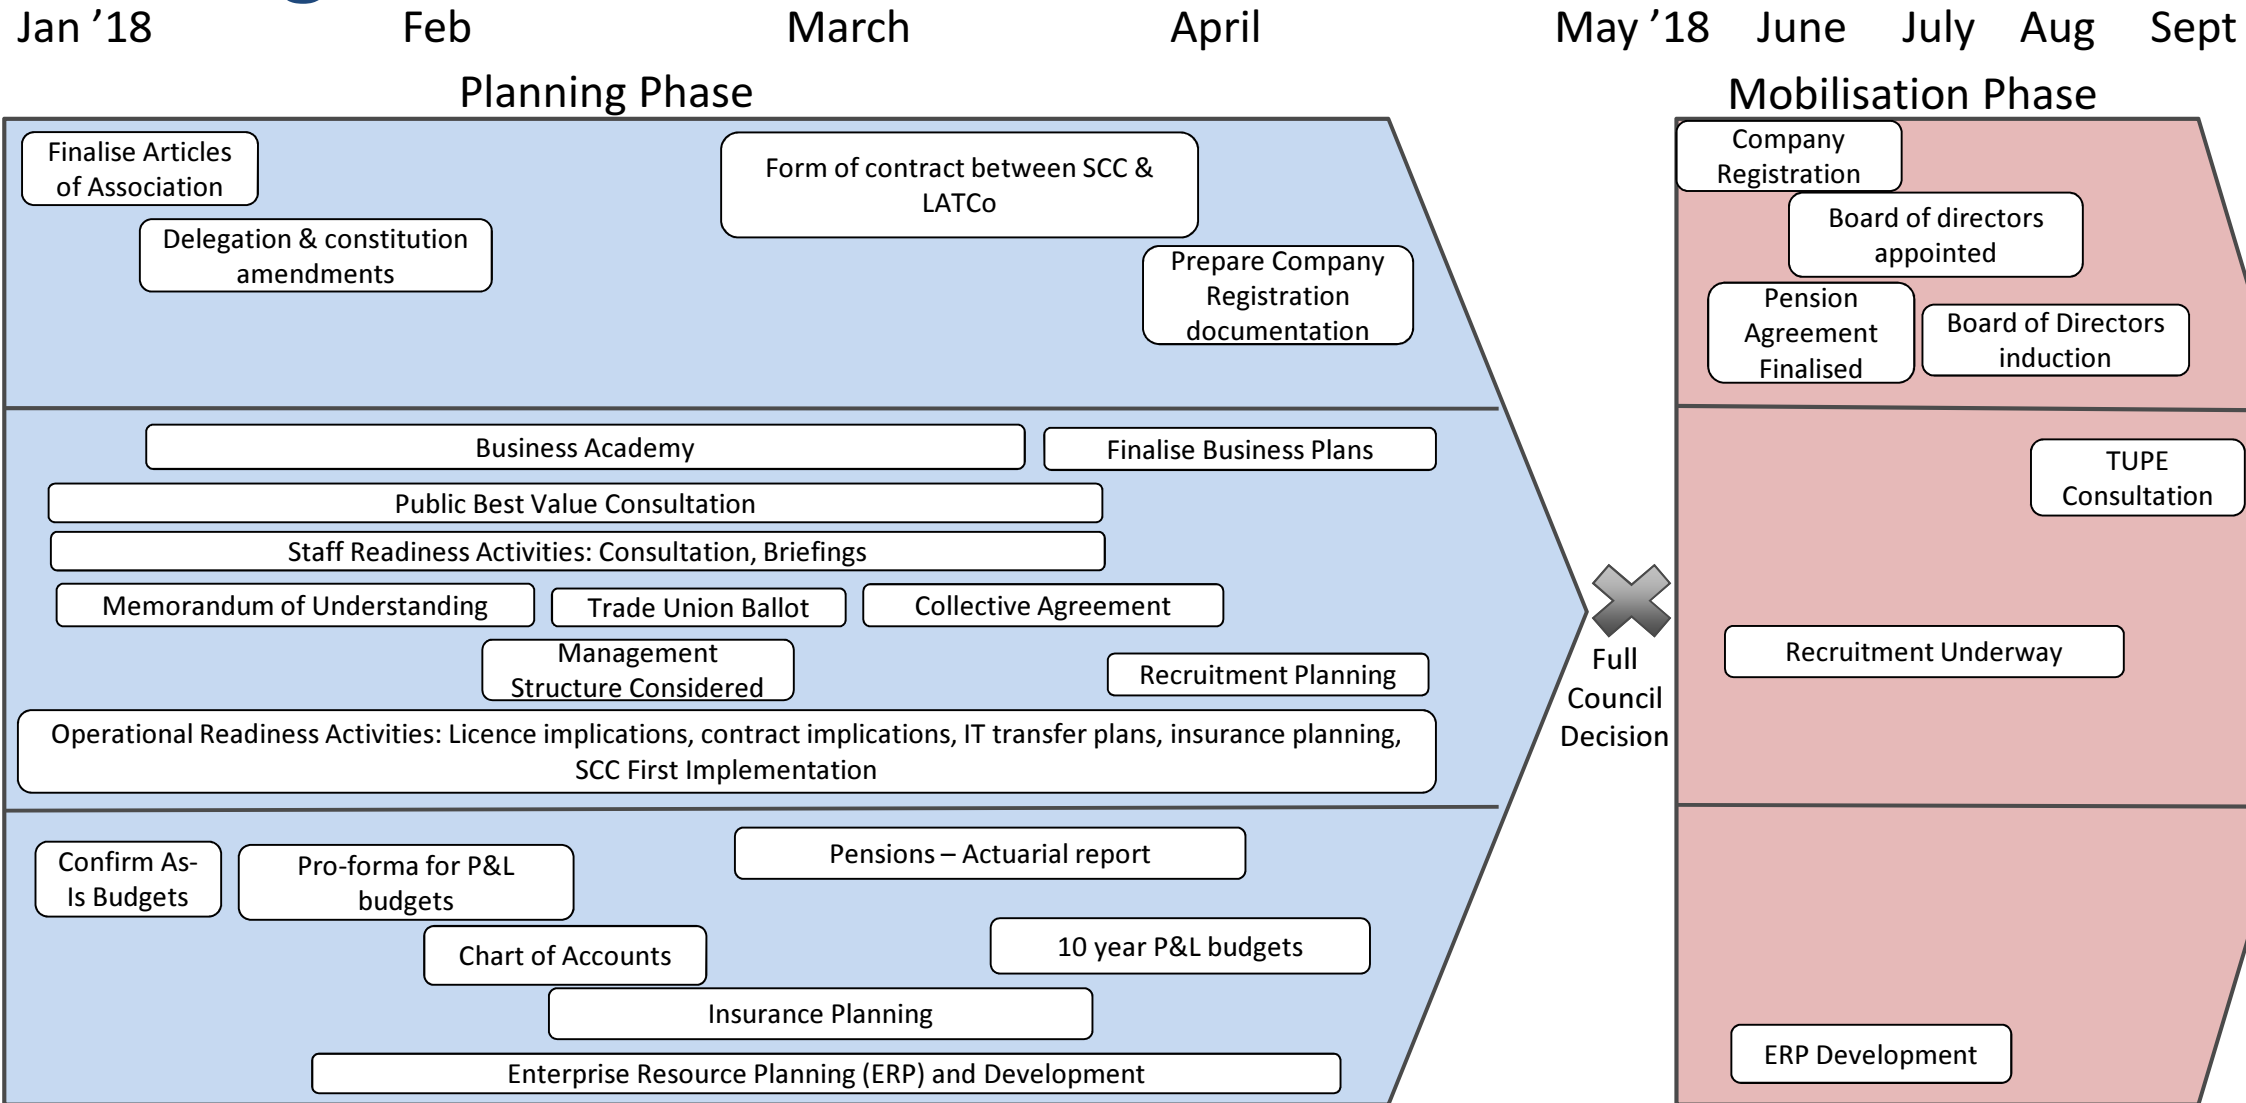 Jan ’18 Feb March April May ’18 June July Aug Sept
Planning Phase
Mobilisation Phase
Finalise Articles
of Association
Delegation & constitution
amendments
Form of contract between SCC &
LATCo
Prepare Company
Registration
documentation
Business Academy
Finalise Business Plans
Public Best Value Consultation
Staff Readiness Activities: Consultation, Briefings
Memorandum of Understanding
Trade Union Ballot
Collective Agreement
Management
Structure Considered
Recruitment Planning
Operational Readiness Activities: Licence implications, contract implications, IT transfer plans, insurance planning,
SCC First Implementation
Confirm As-
Is Budgets
Pro-forma for P&L
budgets
Pensions – Actuarial report
Chart of Accounts
10 year P&L budgets
Insurance Planning
Enterprise Resource Planning (ERP) and Development
Full
Council
Decision
Company
Registration
Board of directors
appointed
Pension
Agreement
Finalised
Board of Directors
induction
TUPE
Consultation
Recruitment Underway
ERP Development